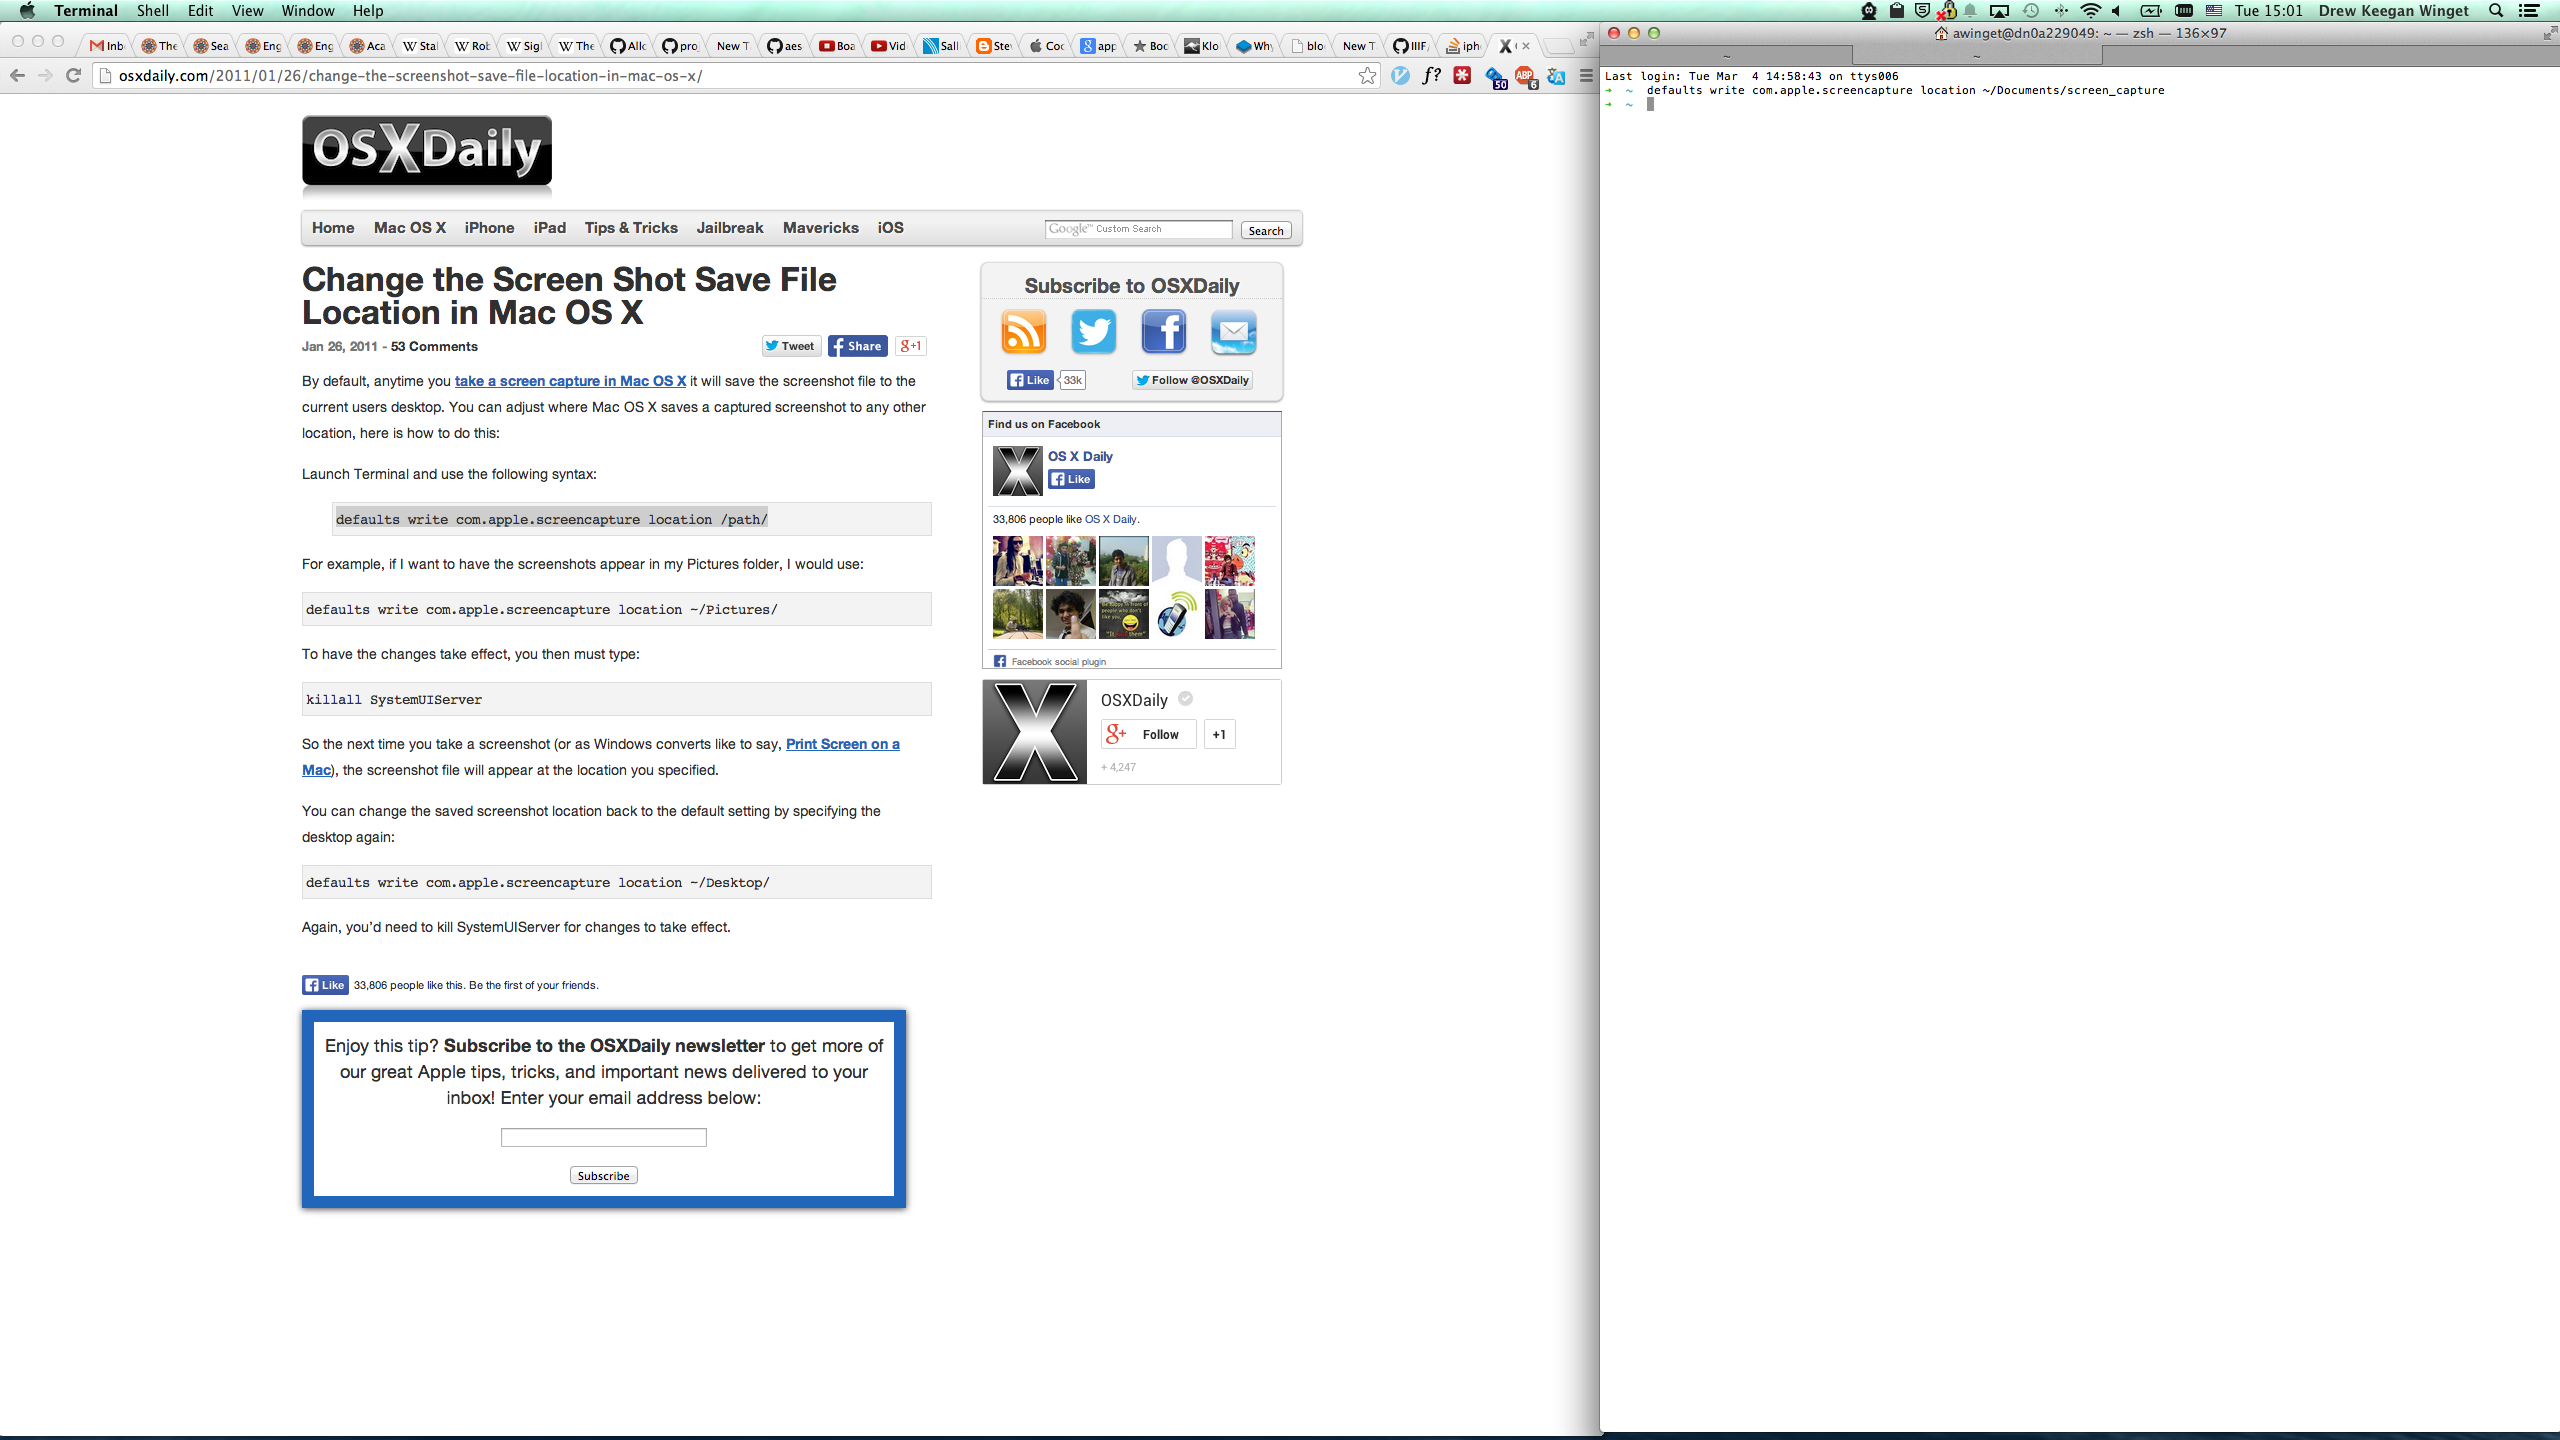 Terminal Shell Edit View Window Help
Tue 15:01 Drew Keegan Winget
Inb The Sea Eng Eng Aca Stal Rob Sigl The Allo pro New T aes Boa Vid Sall Ste Coc app Boc Klo Why blo New T IIIF iph
osxdaily.com/2011/01/26/change-the-screenshot-save-file-location-in-mac-os-x/
f? 50 ABP 6
OSXDaily
Home Mac OS X iPhone iPad Tips & Tricks Jailbreak Mavericks iOS
Google™ Custom Search Search
Change the Screen Shot Save File
Location in Mac OS X
Jan 26, 2011 - 53 Comments
Tweet Share g+1
By default, anytime you take a screen capture in Mac OS X it will save the screenshot file to the
current users desktop. You can adjust where Mac OS X saves a captured screenshot to any other
location, here is how to do this:
Launch Terminal and use the following syntax:
defaults write com.apple.screencapture location /path/
For example, if I want to have the screenshots appear in my Pictures folder, I would use:
defaults write com.apple.screencapture location ~/Pictures/
To have the changes take effect, you then must type:
killall SystemUIServer
So the next time you take a screenshot (or as Windows converts like to say, Print Screen on a
Mac), the screenshot file will appear at the location you specified.
You can change the saved screenshot location back to the default setting by specifying the
desktop again:
defaults write com.apple.screencapture location ~/Desktop/
Again, you'd need to kill SystemUIServer for changes to take effect.
Like 33,806 people like this. Be the first of your friends.
Enjoy this tip? Subscribe to the OSXDaily newsletter to get more of
our great Apple tips, tricks, and important news delivered to your
inbox! Enter your email address below:
Subscribe
Subscribe to OSXDaily
Like 33k Follow @OSXDaily
Find us on Facebook
OS X Daily
Like
33,806 people like OS X Daily.
Facebook social plugin
OSXDaily
g+ Follow +1
+ 4,247
awinget@dn0a229049: ~ — zsh — 136×97
~ ~
Last login: Tue Mar  4 14:58:43 on ttys006
➜  ~  defaults write com.apple.screencapture location ~/Documents/screen_capture
➜  ~